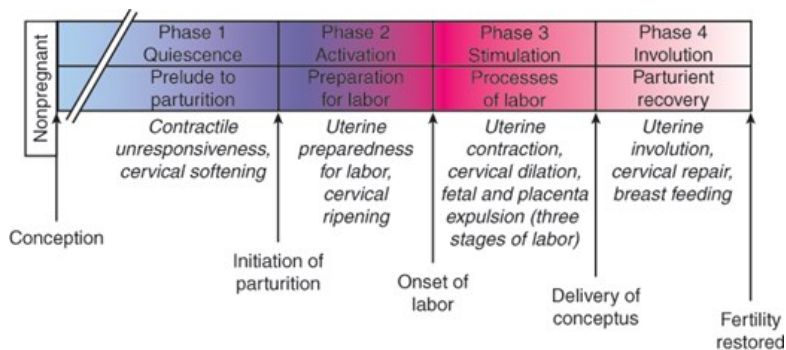 Nonpregnant
Phase 1
Quiescence
Prelude to
parturition
Contractile
unresponsiveness,
cervical softening
Phase 2
Activation
Preparation
for labor
Uterine
preparedness
for labor,
cervical
ripening
Phase 3
Stimulation
Processes
of labor
Uterine
contraction,
cervical dilation,
fetal and placenta
expulsion (three
stages of labor)
Phase 4
Involution
Parturient
recovery
Uterine
involution,
cervical repair,
breast feeding
Conception
Initiation of
parturition
Onset of
labor
Delivery of
conceptus
Fertility
restored